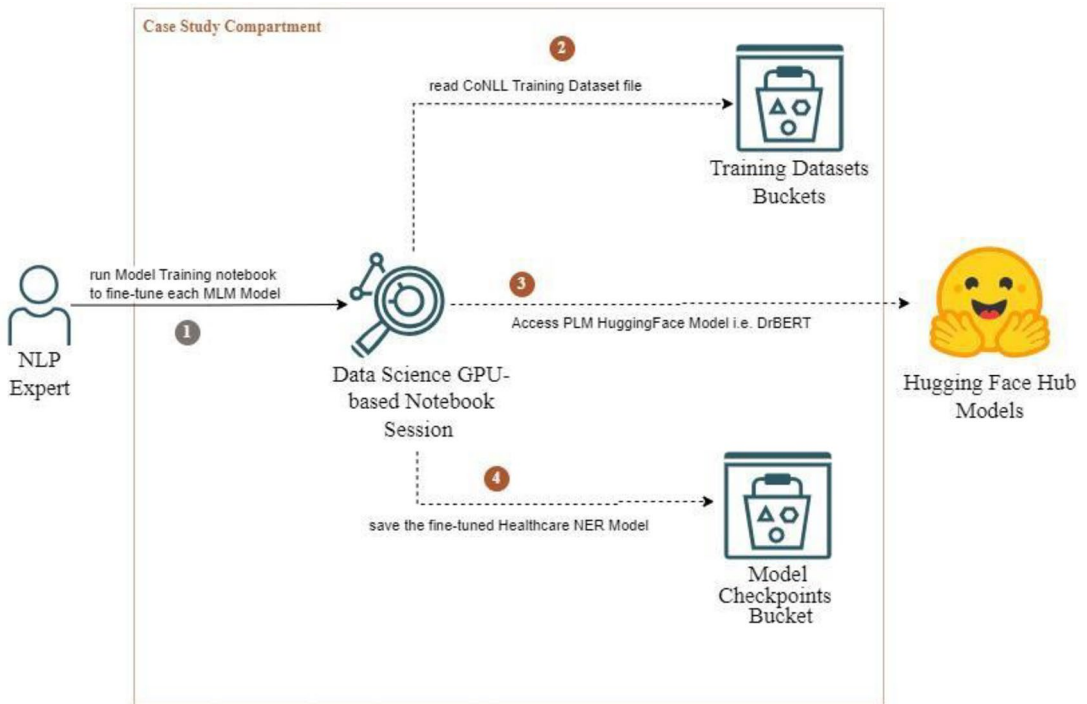 Case Study Compartment
2
read CoNLL Training Dataset file
Training Datasets
Buckets
run Model Training notebook
to fine-tune each MLM Model
1
NLP
Expert
3
Access PLM HuggingFace Model i.e. DrBERT
Data Science GPU-
based Notebook
Session
Hugging Face Hub
Models
4
save the fine-tuned Healthcare NER Model
Model
Checkpoints
Bucket